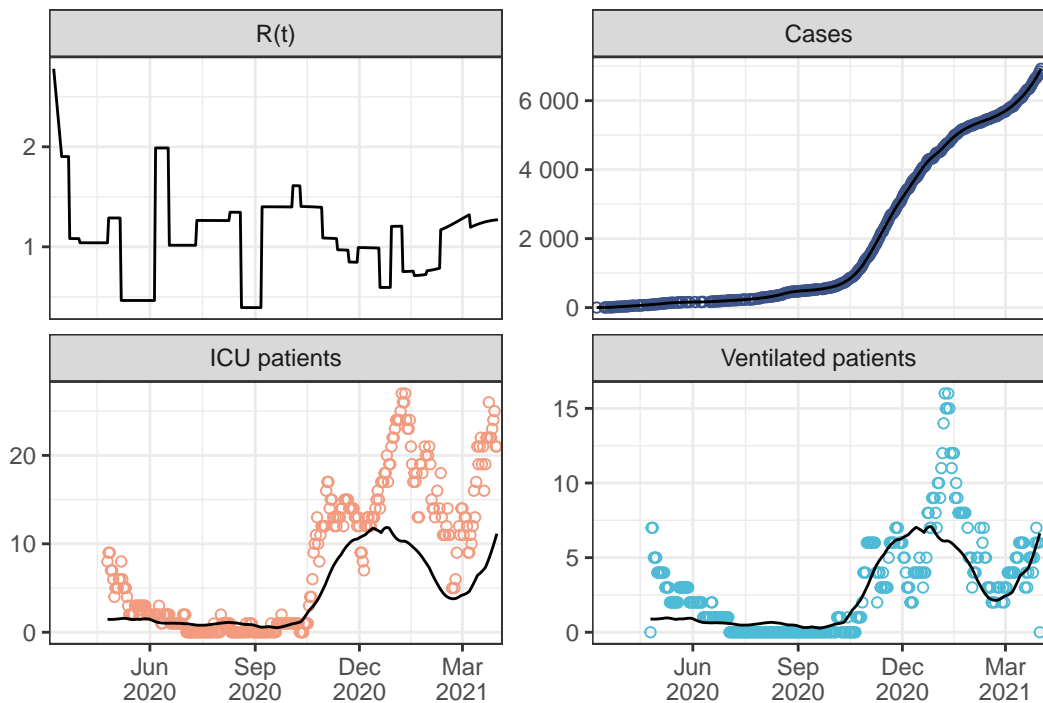 R(t)
Cases
2
1
6 000
4 000
2 000
0
ICU patients
Ventilated patients
20
10
0
15
10
5
0
Jun Sep Dec Mar
2020 2020 2020 2021
Jun Sep Dec Mar
2020 2020 2020 2021